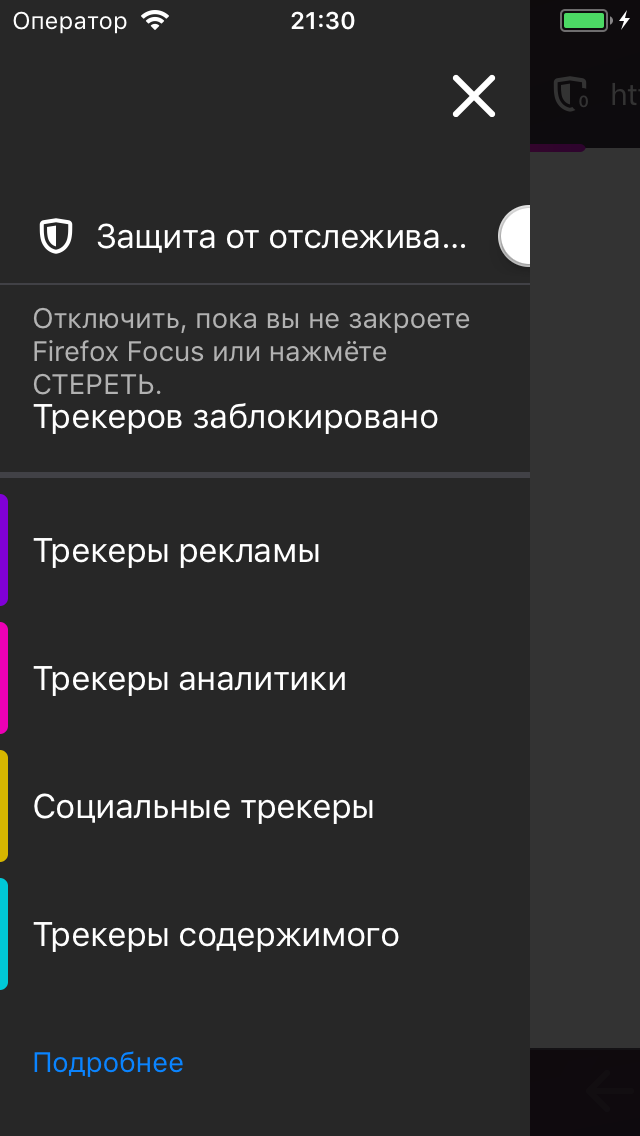 Оператор 21:30
0 ht
Защита от отслежива...
Отключить, пока вы не закроете
Firefox Focus или нажмёте
СТЕРЕТЬ.
Трекеров заблокировано
Трекеры рекламы
Трекеры аналитики
Социальные трекеры
Трекеры содержимого
Подробнее